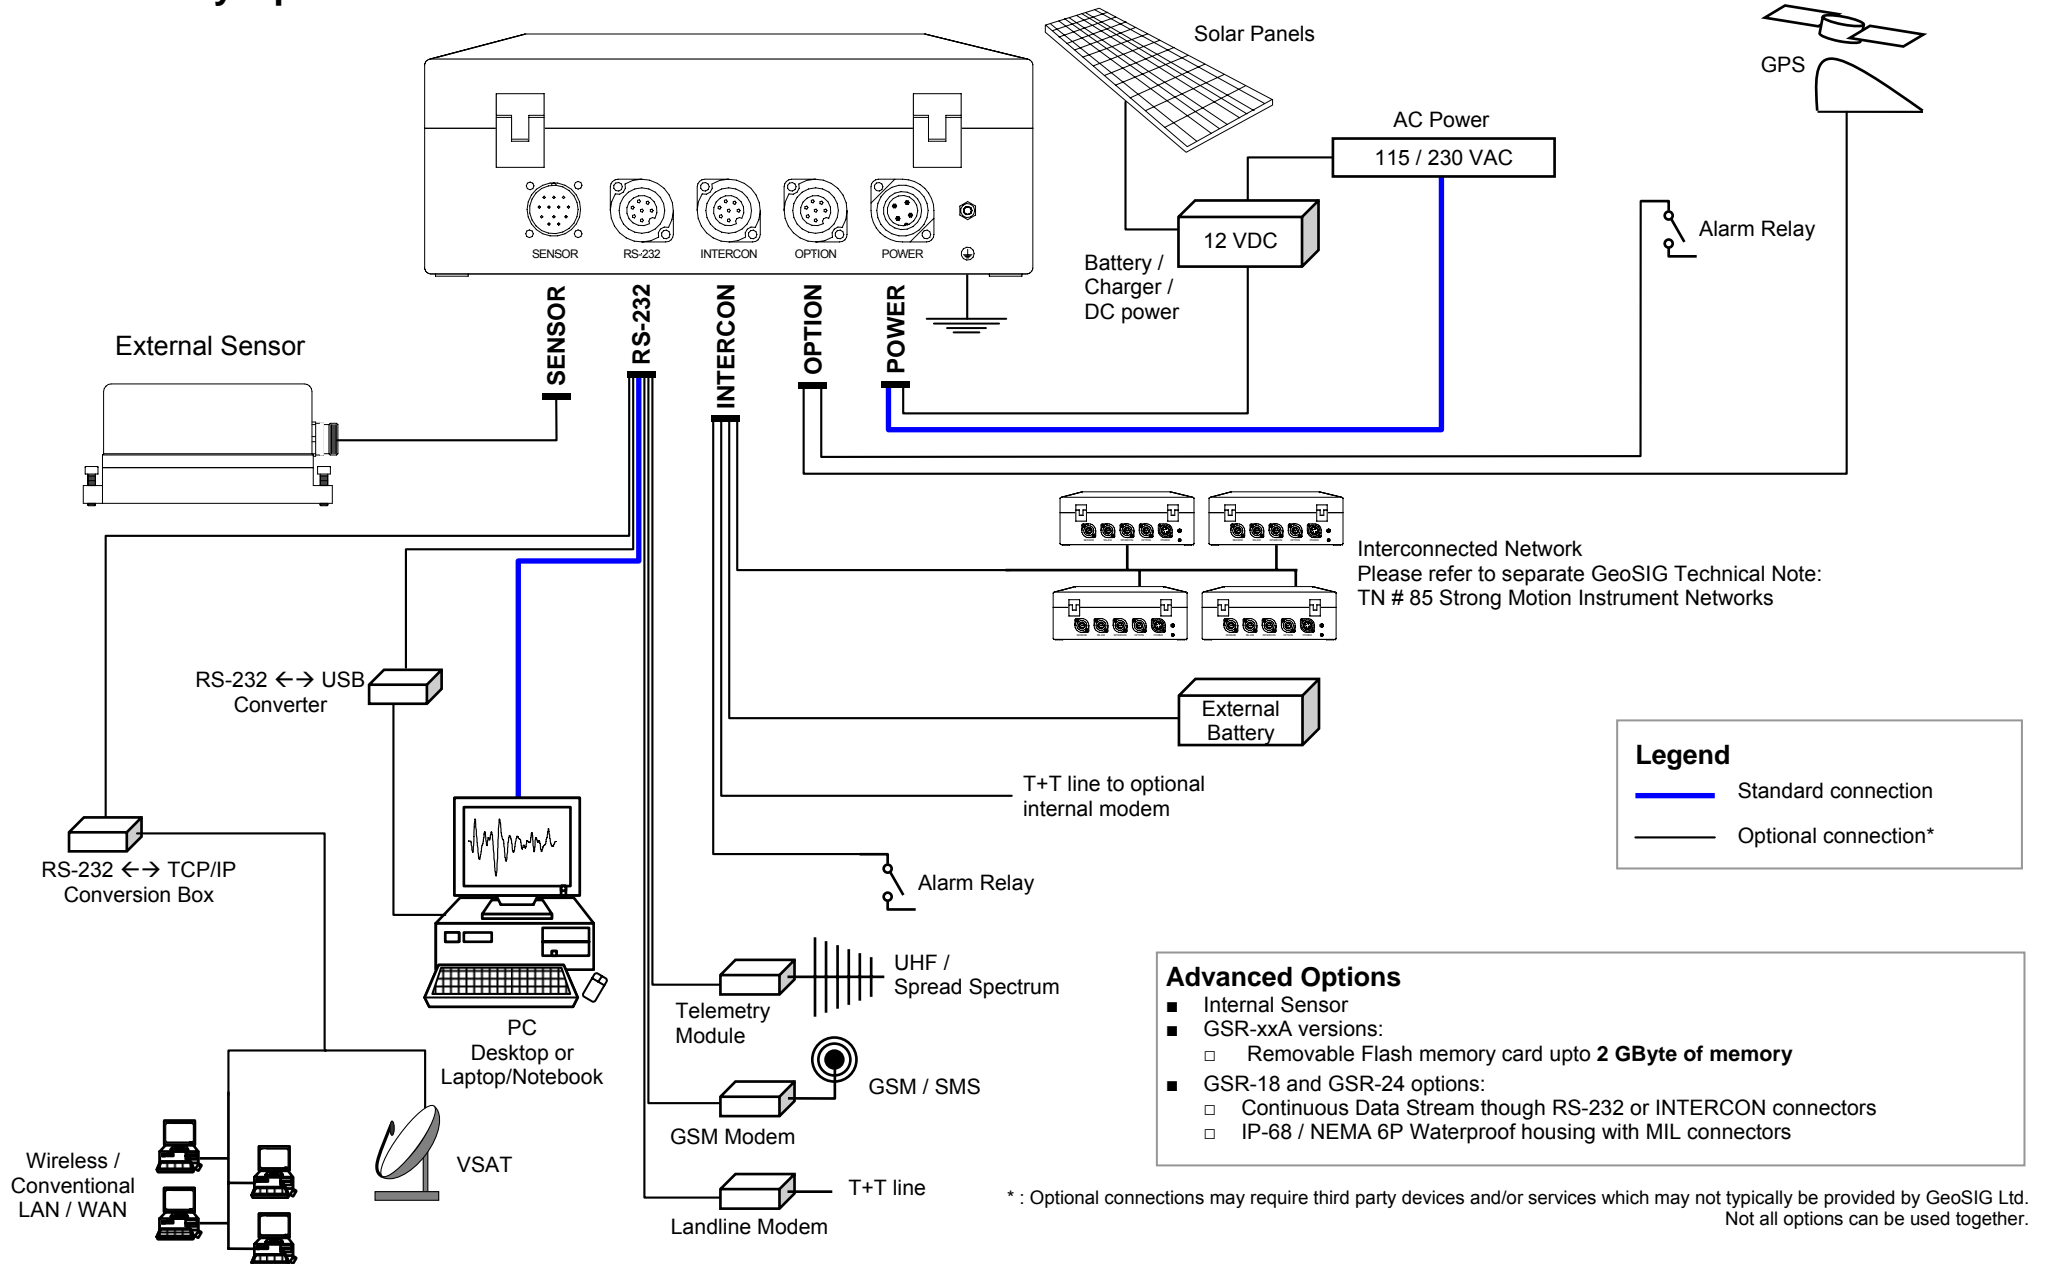 Solar Panels
GPS
AC Power
115 / 230 VAC
12 VDC
Alarm Relay
Battery /
Charger /
DC power
SENSOR
RS-232
INTERCON
OPTION
POWER
SENSOR
RS-232
INTERCON
OPTION
POWER
External Sensor
Interconnected Network
Please refer to separate GeoSIG Technical Note:
TN # 85 Strong Motion Instrument Networks
RS-232 ←→ USB
Converter
External
Battery
T+T line to optional
internal modem
Legend
Standard connection
Optional connection*
RS-232 ←→ TCP/IP
Conversion Box
Alarm Relay
PC
Desktop or
Laptop/Notebook
UHF /
Spread Spectrum
Telemetry
Module
GSM / SMS
GSM Modem
T+T line
Landline Modem
Wireless /
Conventional
LAN / WAN
VSAT
Advanced Options
■ Internal Sensor
■ GSR-xxA versions:
□ Removable Flash memory card upto 2 GByte of memory
■ GSR-18 and GSR-24 options:
□ Continuous Data Stream though RS-232 or INTERCON connectors
□ IP-68 / NEMA 6P Waterproof housing with MIL connectors
* : Optional connections may require third party devices and/or services which may not typically be provided by GeoSIG Ltd.
Not all options can be used together.